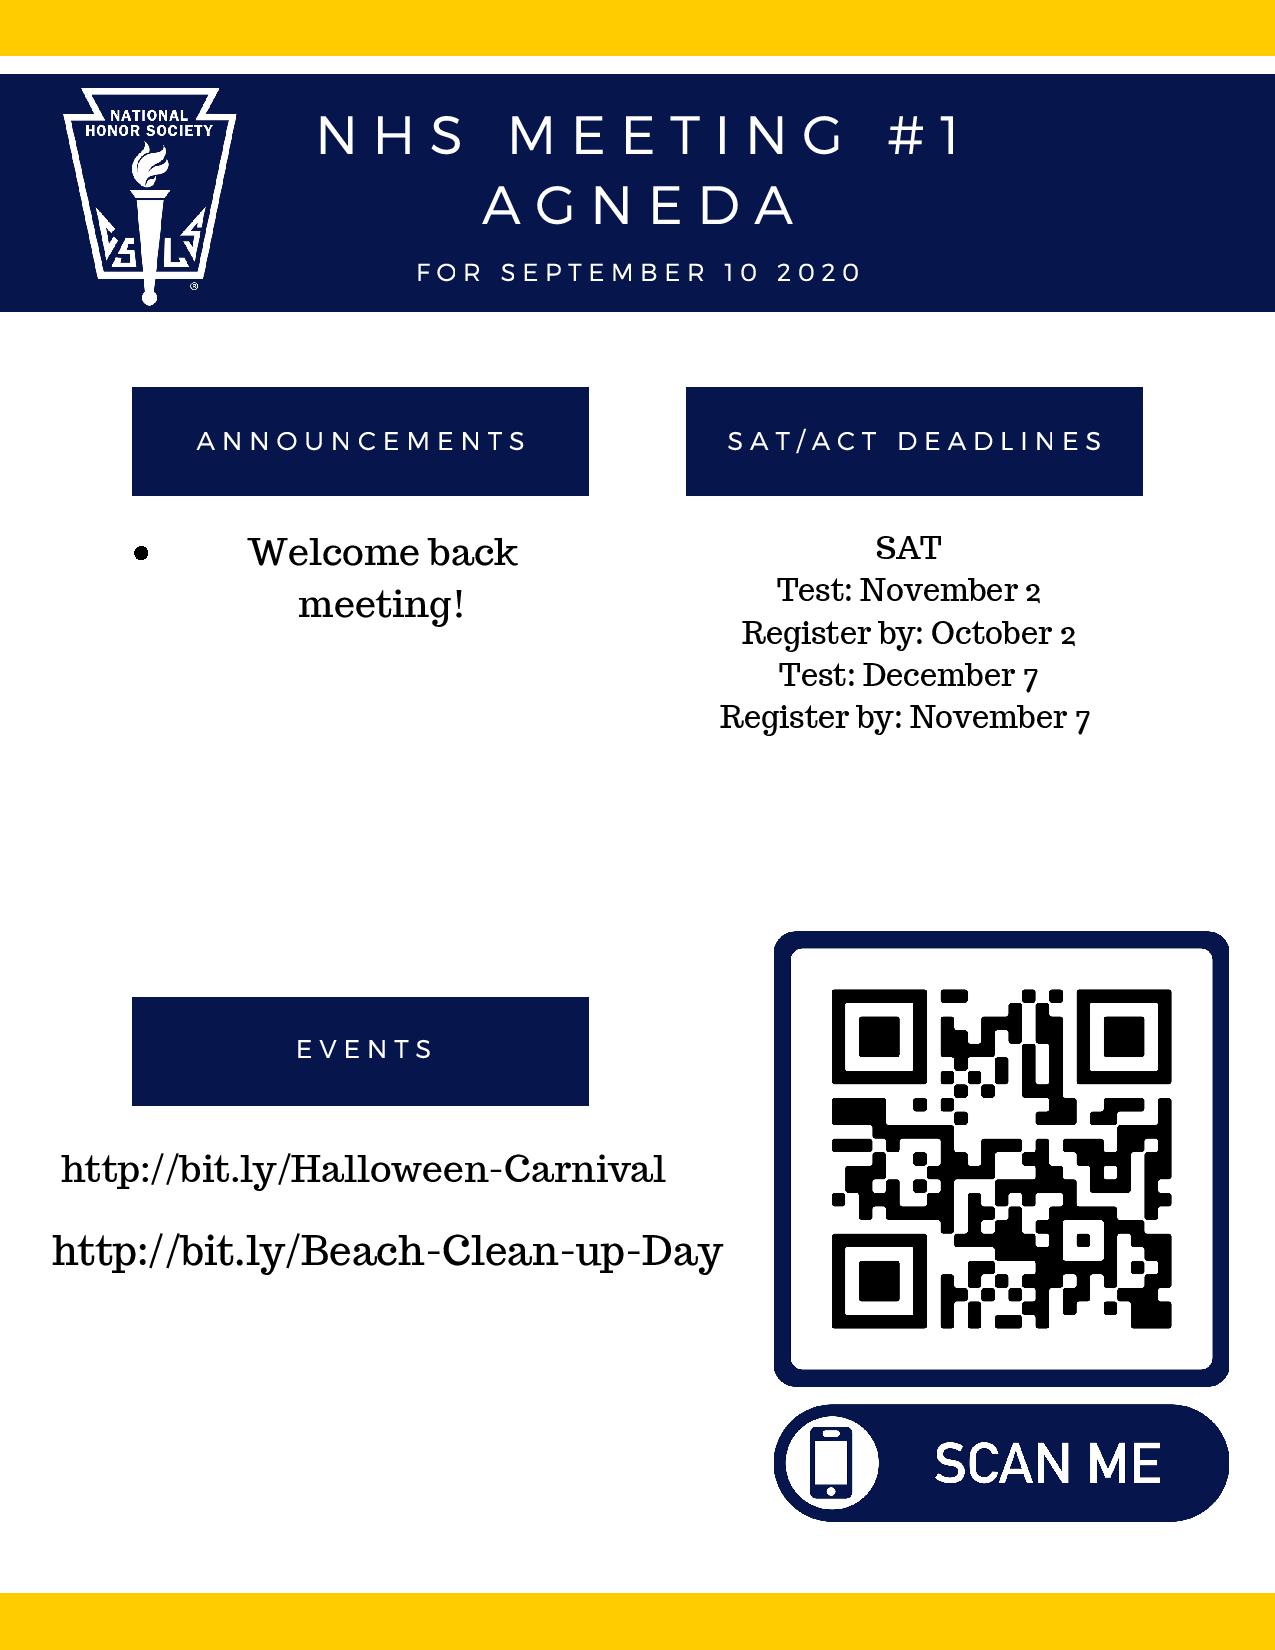 NATIONAL
HONOR SOCIETY
C S L S
®
NHS MEETING #1
AGNEDA
FOR SEPTEMBER 10 2020
ANNOUNCEMENTS
• Welcome back
meeting!
SAT/ACT DEADLINES
SAT
Test: November 2
Register by: October 2
Test: December 7
Register by: November 7
EVENTS
http://bit.ly/Halloween-Carnival
http://bit.ly/Beach-Clean-up-Day
SCAN ME